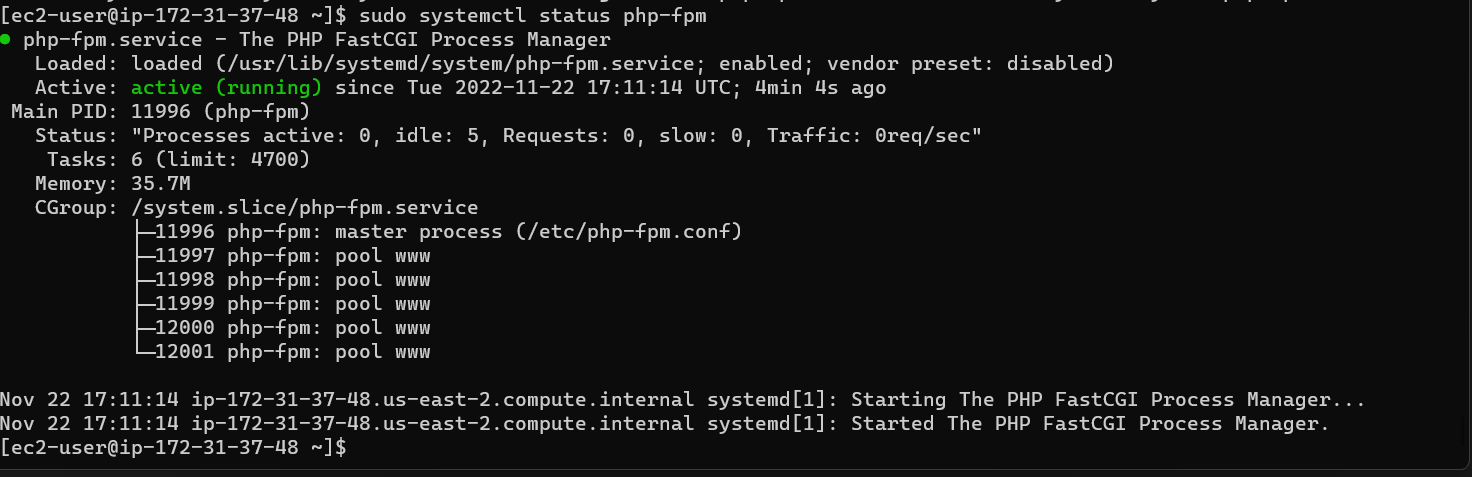 [ec2-user@ip-172-31-37-48 ~]$ sudo systemctl status php-fpm
● php-fpm.service - The PHP FastCGI Process Manager
   Loaded: loaded (/usr/lib/systemd/system/php-fpm.service; enabled; vendor preset: disabled)
   Active: active (running) since Tue 2022-11-22 17:11:14 UTC; 4min 4s ago
 Main PID: 11996 (php-fpm)
   Status: "Processes active: 0, idle: 5, Requests: 0, slow: 0, Traffic: 0req/sec"
    Tasks: 6 (limit: 4700)
   Memory: 35.7M
   CGroup: /system.slice/php-fpm.service
           ├─11996 php-fpm: master process (/etc/php-fpm.conf)
           ├─11997 php-fpm: pool www
           ├─11998 php-fpm: pool www
           ├─11999 php-fpm: pool www
           ├─12000 php-fpm: pool www
           └─12001 php-fpm: pool www

Nov 22 17:11:14 ip-172-31-37-48.us-east-2.compute.internal systemd[1]: Starting The PHP FastCGI Process Manager...
Nov 22 17:11:14 ip-172-31-37-48.us-east-2.compute.internal systemd[1]: Started The PHP FastCGI Process Manager.
[ec2-user@ip-172-31-37-48 ~]$